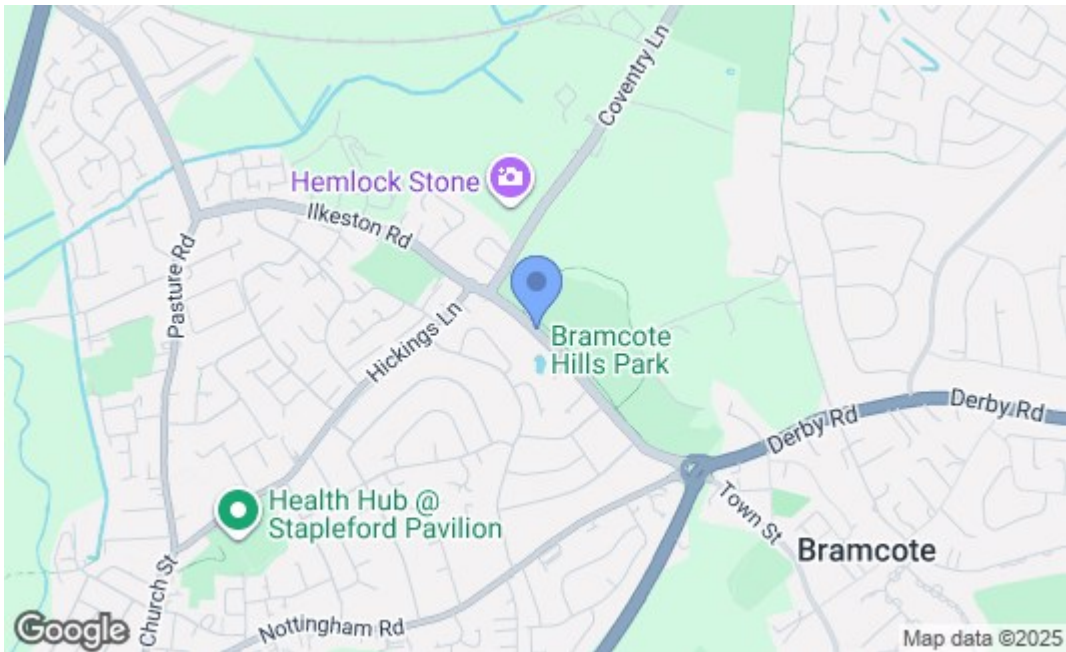 Coventry Ln
Hemlock Stone
Ilkeston Rd
Pasture Rd
Hickings Ln
Bramcote
Hills Park
Derby Rd
Derby Rd
Health Hub @
Stapleford Pavilion
Town St
Bramcote
Church St
Nottingham Rd
Google
Map data ©2025